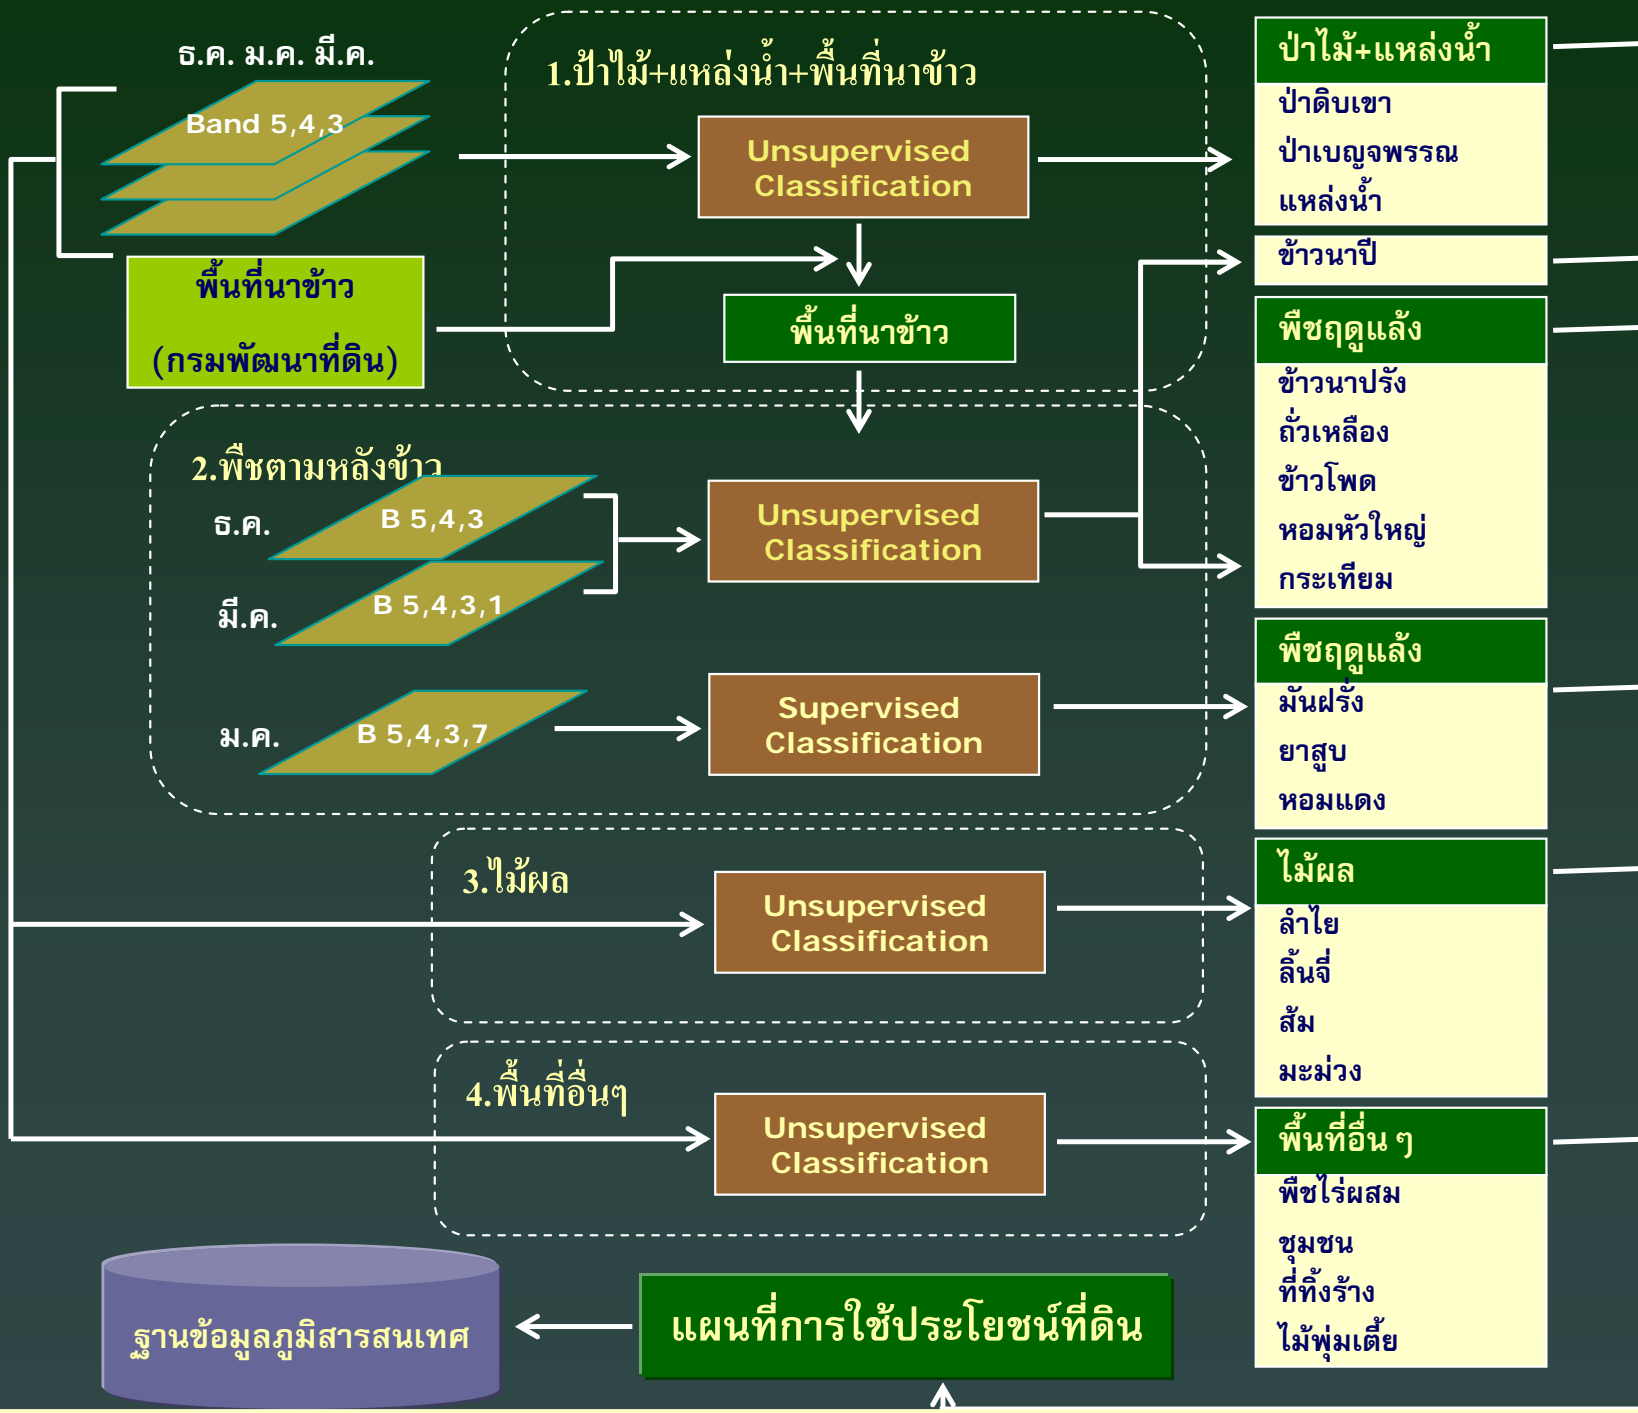 ธ.ค. ม.ค. มี.ค.
Band 5,4,3
พื้นที่นาข้าว
(กรมพัฒนาที่ดิน)
1.ป้าไม้+แหล่งน้ำ+พื้นที่นาข้าว
Unsupervised
Classification
พื้นที่นาข้าว
2.พืชตามหลังข้าว
ธ.ค.
B 5,4,3
มี.ค.
B 5,4,3,1
Unsupervised
Classification
ม.ค.
B 5,4,3,7
Supervised
Classification
3.ไม้ผล
Unsupervised
Classification
4.พื้นที่อื่นๆ
Unsupervised
Classification
ป่าไม้+แหล่งน้ำ
ป่าดิบเขา
ป่าเบญจพรรณ
แหล่งน้ำ
ข้าวนาปี
พืชฤดูแล้ง
ข้าวนาปรัง
ถั่วเหลือง
ข้าวโพด
หอมหัวใหญ่
กระเทียม
พืชฤดูแล้ง
มันฝรั่ง
ยาสูบ
หอมแดง
ไม้ผล
ลำไย
ลิ้นจี่
ส้ม
มะม่วง
พื้นที่อื่น ๆ
พืชไร่ผสม
ชุมชน
ที่ทิ้งร้าง
ไม้พุ่มเตี้ย
แผนที่การใช้ประโยชน์ที่ดิน
ฐานข้อมูลภูมิสารสนเทศ